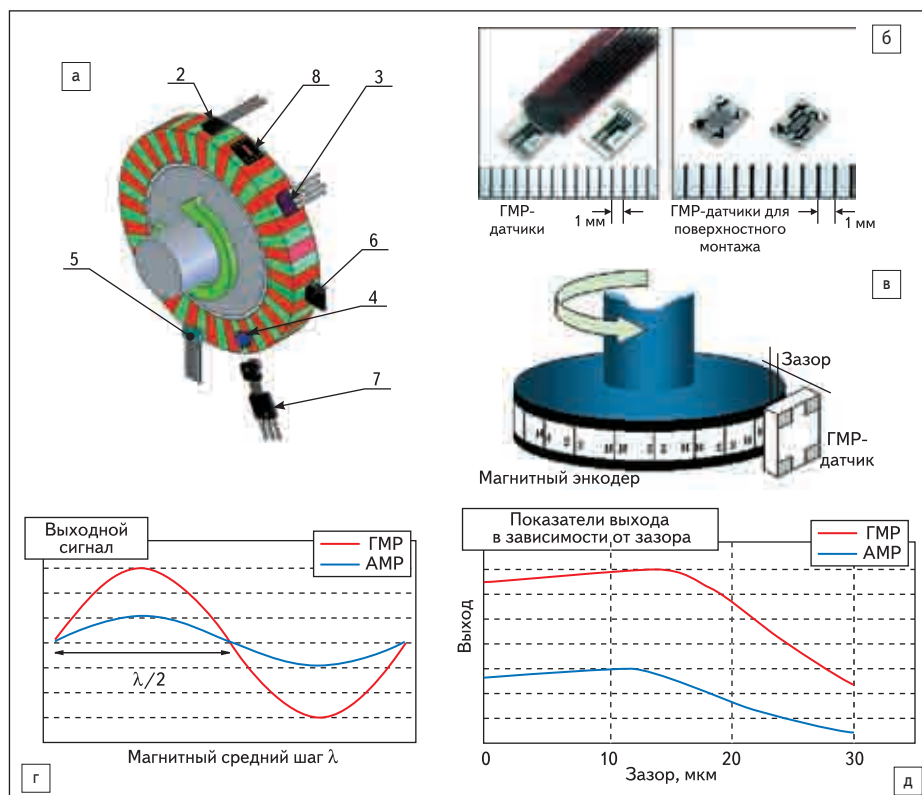 а
2
8
3
5
6
4
7
б
ГМР-
датчики
1 мм
ГМР-датчики для
поверхностного
монтажа
1 мм
в
Зазор
ГМР-
датчик
Магнитный энкодер
Выходной
сигнал
ГМР
АМР
λ/2
Магнитный средний шаг λ
г
Показатели выхода
в зависимости от зазора
ГМР
АМР
Выход
0 10 20 30
Зазор, мкм
д